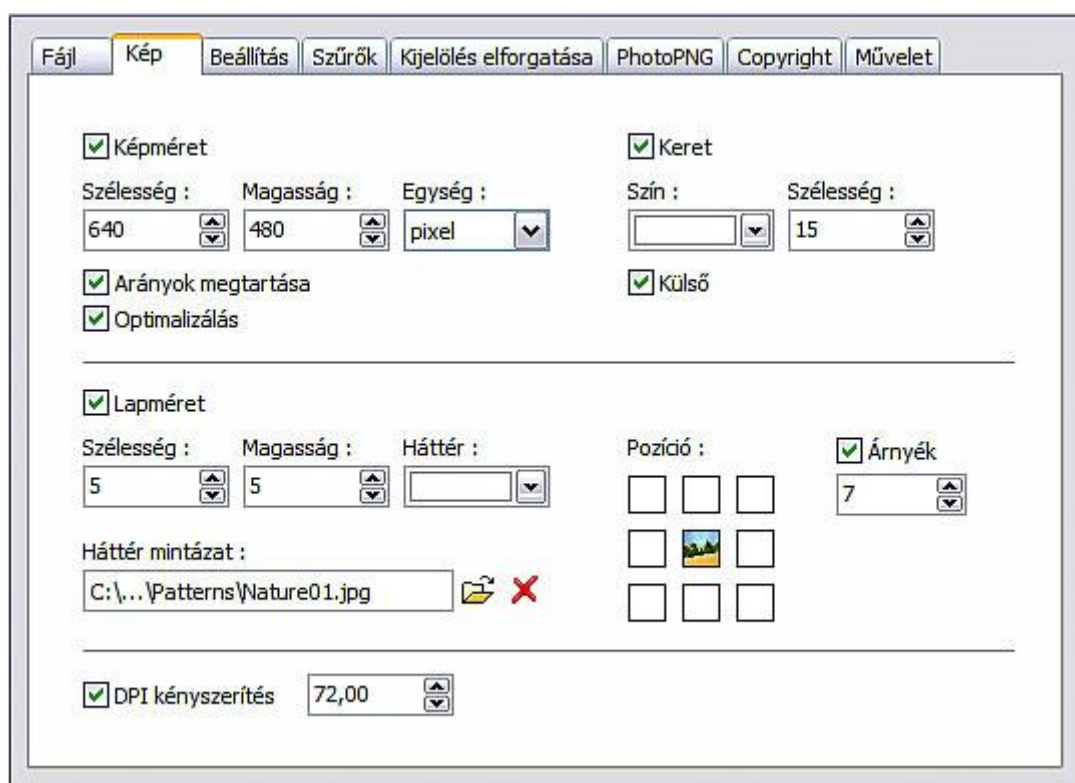 Fájl Kép Beállítás Szűrők Kijelölés elforgatása PhotoPNG Copyright Művelet
Képméret Keret
Szélesség : Magasság : Egység : Szín : Szélesség :
640 480 pixel 15
Arányok megtartása Külső
Optimalizálás
Lapméret
Szélesség : Magasság : Háttér : Pozíció : Árnyék
5 5 7
Háttér mintázat :
C:\...\Patterns\Nature01.jpg
DPI kényszerítés 72,00